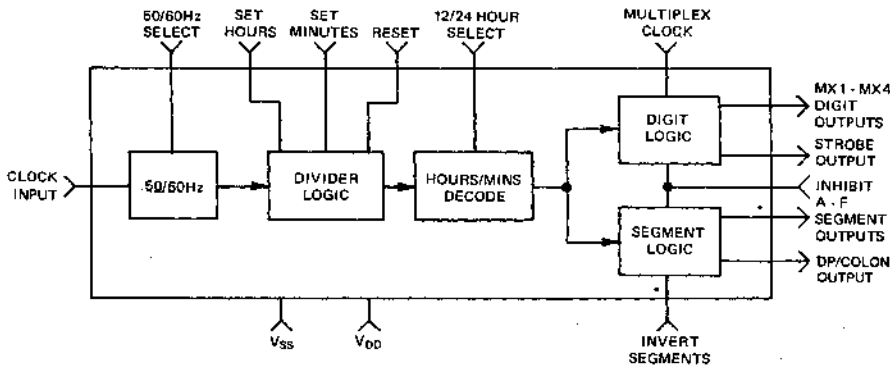 50/60Hz
SELECT
SET
HOURS
SET
MINUTES
RESET
12/24 HOUR
SELECT
MULTIPLEX
CLOCK
CLOCK
INPUT
50/60Hz
DIVIDER
LOGIC
HOURS/MINS
DECODE
DIGIT
LOGIC
SEGMENT
LOGIC
MX1 - MX4
DIGIT
OUTPUTS
STROBE
OUTPUT
INHIBIT
A - F
SEGMENT
OUTPUTS
DP/COLON
OUTPUT
VSS
VDD
INVERT
SEGMENTS